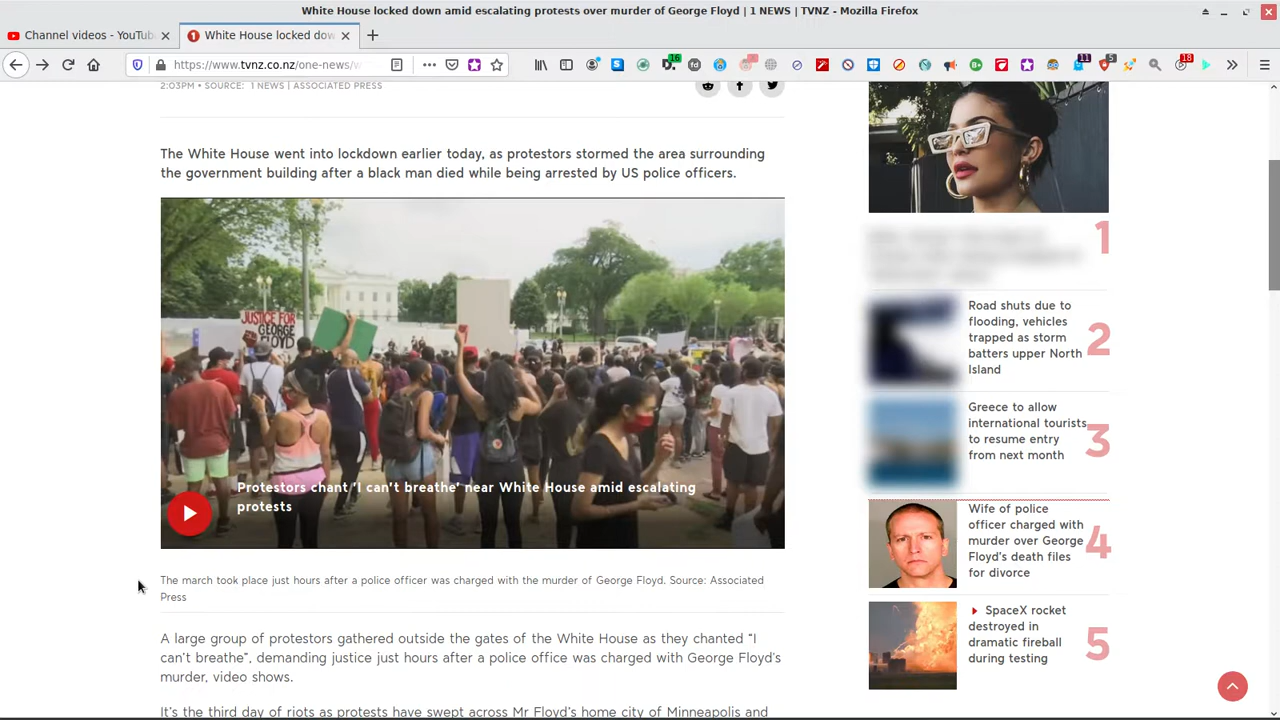 White House locked down amid escalating protests over murder of George Floyd | 1 NEWS | TVNZ - Mozilla Firefox
Channel videos - YouTub
White House locked dow
https://www.tvnz.co.nz/one-news/w
16
11
5
18
2:03PM • SOURCE: 1 NEWS | ASSOCIATED PRESS
The White House went into lockdown earlier today, as protestors stormed the area surrounding
the government building after a black man died while being arrested by US police officers.
JUSTICE FOR
GEORGE
FLOYD
Protestors chant 'I can't breathe' near White House amid escalating
protests
The march took place just hours after a police officer was charged with the murder of George Floyd. Source: Associated
Press
A large group of protestors gathered outside the gates of the White House as they chanted "I
can't breathe", demanding justice just hours after a police office was charged with George Floyd's
murder, video shows.
It's the third day of riots as protests have swept across Mr Floyd's home city of Minneapolis and
1
Road shuts due to
flooding, vehicles
trapped as storm
batters upper North
Island
2
Greece to allow
international tourists
to resume entry
from next month
3
Wife of police
officer charged with
murder over George
Floyd's death files
for divorce
4
SpaceX rocket
destroyed in
dramatic fireball
during testing
5